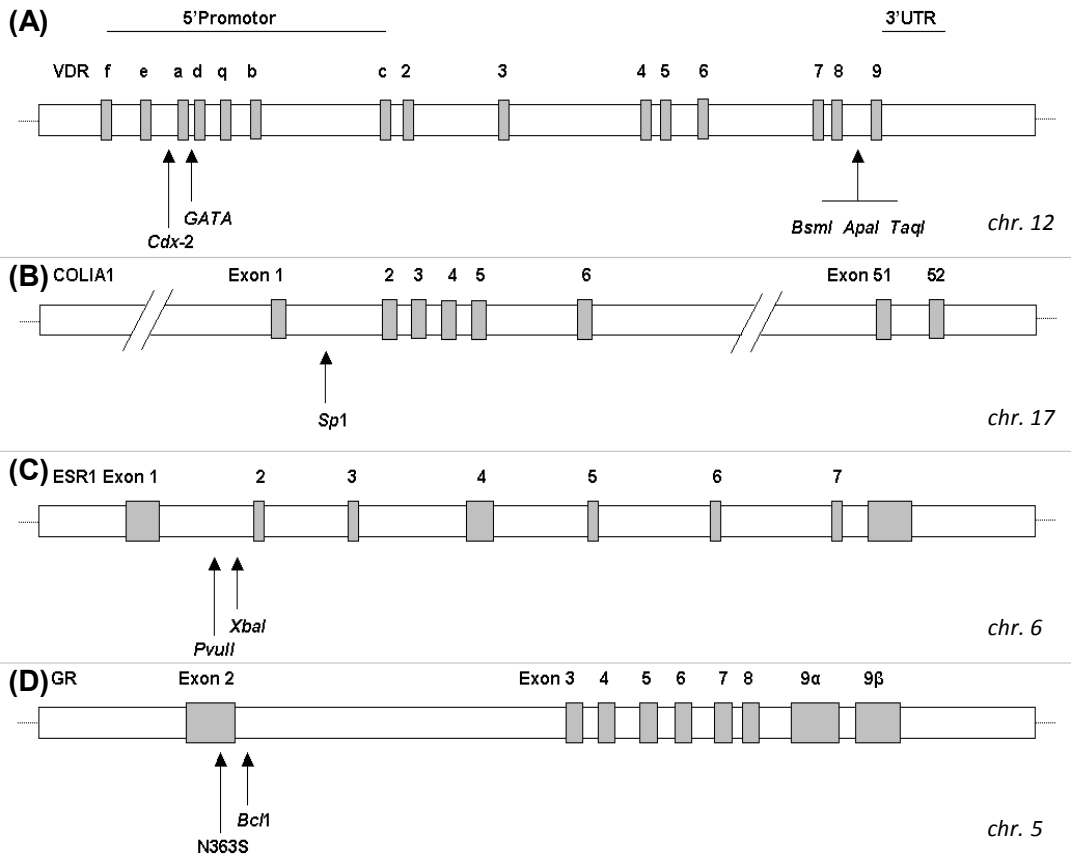 (A)
5'Promotor 3'UTR
VDR f e a d q b c 2 3 4 5 6 7 8 9
GATA
Cdx-2
BsmI ApaI TaqI
chr. 12
(B) COLIA1 Exon 1 2 3 4 5 6 Exon 51 52
Sp1
chr. 17
(C) ESR1 Exon 1 2 3 4 5 6 7
XbaI
PvuII
chr. 6
(D) GR Exon 2 Exon 3 4 5 6 7 8 9α 9β
Bcl1
N363S
chr. 5